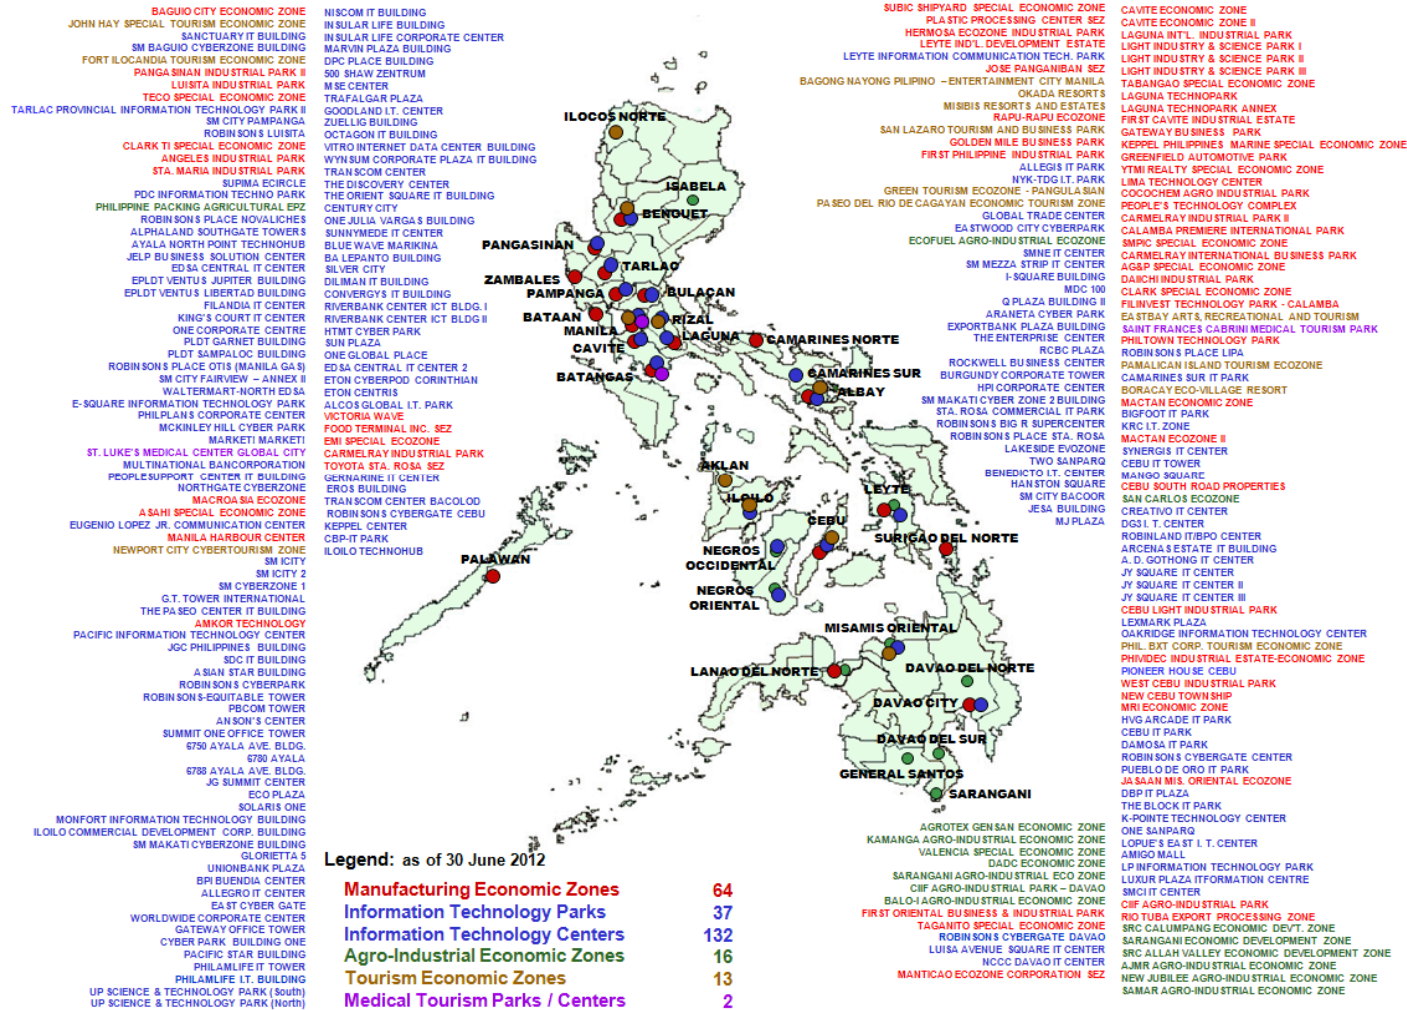 BAGUIO CITY ECONOMIC ZONE
JOHN HAY SPECIAL TOURISM ECONOMIC ZONE
SANCTUARY IT BUILDING
SM BAGUIO CYBERZONE BUILDING
FORT ILOCANDIA TOURISM ECONOMIC ZONE
PANGASINAN INDUSTRIAL PARK II
LUISITA INDUSTRIAL PARK
TECO SPECIAL ECONOMIC ZONE
TARLAC PROVINCIAL INFORMATION TECHNOLOGY PARK II
SM CITY PAMPANGA
ROBINSONS LUISITA
CLARK TI SPECIAL ECONOMIC ZONE
ANGELES INDUSTRIAL PARK
STA. MARIA INDUSTRIAL PARK
SUPIMA ECIRCLE
PDC INFORMATION TECHNO PARK
PHILIPPINE PACKING AGRICULTURAL EPZ
ROBINSONS PLACE NOVALICHES
ALPHALAND SOUTHGATE TOWERS
AYALA NORTH POINT TECHNOHUB
JELP BUSINESS SOLUTION CENTER
EDSA CENTRAL IT CENTER
EPLDT VENTUS JUPITER BUILDING
EPLDT VENTUS LIBERTAD BUILDING
FILANDIA IT CENTER
KING'S COURT IT CENTER
ONE CORPORATE CENTRE
PLDT GARNET BUILDING
PLDT SAMPALOC BUILDING
ROBINSONS PLACE OTIS (MANILA GAS)
SM CITY FAIRVIEW – ANNEX II
WALTERMART-NORTH EDSA
E-SQUARE INFORMATION TECHNOLOGY PARK
PHILPLANS CORPORATE CENTER
MCKINLEY HILL CYBER PARK
MARKET! MARKET!
ST. LUKE'S MEDICAL CENTER GLOBAL CITY
MULTINATIONAL BANCORPORATION
PEOPLESUPPORT CENTER IT BUILDING
NORTHGATE CYBERZONE
MACROASIA ECOZONE
ASAHI SPECIAL ECONOMIC ZONE
EUGENIO LOPEZ JR. COMMUNICATION CENTER
MANILA HARBOUR CENTER
NEWPORT CITY CYBERTOURISM ZONE
SM ICITY
SM ICITY 2
SM CYBERZONE 1
G.T. TOWER INTERNATIONAL
THE PASEO CENTER IT BUILDING
AMKOR TECHNOLOGY
PACIFIC INFORMATION TECHNOLOGY CENTER
JGC PHILIPPINES BUILDING
SDC IT BUILDING
ASIAN STAR BUILDING
ROBINSONS CYBERPARK
ROBINSONS-EQUITABLE TOWER
PBCOM TOWER
ANSON'S CENTER
SUMMIT ONE OFFICE TOWER
6750 AYALA AVE. BLDG.
6780 AYALA
6788 AYALA AVE. BLDG.
JG SUMMIT CENTER
ECO PLAZA
SOLARIS ONE
MONFORT INFORMATION TECHNOLOGY BUILDING
ILOILO COMMERCIAL DEVELOPMENT CORP. BUILDING
SM MAKATI CYBERZONE BUILDING
GLORIETTA 5
UNIONBANK PLAZA
BPI BUENDIA CENTER
ALLEGRO IT CENTER
EAST CYBER GATE
WORLDWIDE CORPORATE CENTER
GATEWAY OFFICE TOWER
CYBER PARK BUILDING ONE
PACIFIC STAR BUILDING
PHILAMLIFE IT TOWER
PHILAMLIFE I.T. BUILDING
UP SCIENCE & TECHNOLOGY PARK (South)
UP SCIENCE & TECHNOLOGY PARK (North)
NISCOM IT BUILDING
INSULAR LIFE BUILDING
INSULAR LIFE CORPORATE CENTER
MARVIN PLAZA BUILDING
DPC PLACE BUILDING
500 SHAW ZENTRUM
MSE CENTER
TRAFALGAR PLAZA
GOODLAND I.T. CENTER
ZUELLIG BUILDING
OCTAGON IT BUILDING
VITRO INTERNET DATA CENTER BUILDING
WYNSUM CORPORATE PLAZA IT BUILDING
TRANSCOM CENTER
THE DISCOVERY CENTER
THE ORIENT SQUARE IT BUILDING
CENTURY CITY
ONE JULIA VARGAS BUILDING
SUNNYMEDE IT CENTER
BLUE WAVE MARIKINA
BA LEPANTO BUILDING
SILVER CITY
DILIMAN IT BUILDING
CONVERGYS IT BUILDING
RIVERBANK CENTER ICT BLDG. I
RIVERBANK CENTER ICT BLDG II
HTMT CYBER PARK
SUN PLAZA
ONE GLOBAL PLACE
EDSA CENTRAL IT CENTER 2
ETON CYBERPOD CORINTHIAN
ETON CENTRIS
ALCOS GLOBAL I.T. PARK
VICTORIA WAVE
FOOD TERMINAL INC. SEZ
EMI SPECIAL ECOZONE
CARMELRAY INDUSTRIAL PARK
TOYOTA STA. ROSA SEZ
GERNARINE IT CENTER
EROS BUILDING
TRANSCOM CENTER BACOLOD
ROBINSONS CYBERGATE CEBU
KEPPEL CENTER
CBP-IT PARK
ILOILO TECHNOHUB
ILOCOS NORTE
ISABELA
BENGUET
PANGASINAN
TARLAC
ZAMBALES
PAMPANGA
BULACAN
BATAAN
RIZAL
MANILA
LAGUNA
CAMARINES NORTE
CAVITE
BATANGAS
CAMARINES SUR
ALBAY
AKLAN
ILOILO
LEYTE
CEBU
SURIGAO DEL NORTE
NEGROS
OCCIDENTAL
PALAWAN
NEGROS
ORIENTAL
MISAMIS ORIENTAL
LANAO DEL NORTE
DAVAO DEL NORTE
DAVAO CITY
DAVAO DEL SUR
GENERAL SANTOS
SARANGANI
SUBIC SHIPYARD SPECIAL ECONOMIC ZONE
PLASTIC PROCESSING CENTER SEZ
HERMOSA ECOZONE INDUSTRIAL PARK
LEYTE IND'L. DEVELOPMENT ESTATE
LEYTE INFORMATION COMMUNICATION TECH. PARK
JOSE PANGANIBAN SEZ
BAGONG NAYONG PILIPINO – ENTERTAINMENT CITY MANILA
OKADA RESORTS
MISIBIS RESORTS AND ESTATES
RAPU-RAPU ECOZONE
SAN LAZARO TOURISM AND BUSINESS PARK
GOLDEN MILE BUSINESS PARK
FIRST PHILIPPINE INDUSTRIAL PARK
ALLEGIS IT PARK
NYK-TDG I.T. PARK
GREEN TOURISM ECOZONE - PANGULASIAN
PASEO DEL RIO DE CAGAYAN ECONOMIC TOURISM ZONE
GLOBAL TRADE CENTER
EASTWOOD CITY CYBERPARK
ECOFUEL AGRO-INDUSTRIAL ECOZONE
SMNE IT CENTER
SM MEZZA STRIP IT CENTER
I-SQUARE BUILDING
MDC 100
Q PLAZA BUILDING II
ARANETA CYBER PARK
EXPORTBANK PLAZA BUILDING
THE ENTERPRISE CENTER
RCBC PLAZA
ROCKWELL BUSINESS CENTER
BURGUNDY CORPORATE TOWER
HPI CORPORATE CENTER
SM MAKATI CYBER ZONE 2 BUILDING
STA. ROSA COMMERCIAL IT PARK
ROBINSONS BIG R SUPERCENTER
ROBINSONS PLACE STA. ROSA
LAKESIDE EVOZONE
TWO SANPARQ
BENEDICTO I.T. CENTER
HANSTON SQUARE
SM CITY BACOOR
JESA BUILDING
MJ PLAZA
AGROTEX GENSAN ECONOMIC ZONE
KAMANGA AGRO-INDUSTRIAL ECONOMIC ZONE
VALENCIA SPECIAL ECONOMIC ZONE
DADC ECONOMIC ZONE
SARANGANI AGRO-INDUSTRIAL ECO ZONE
CIIF AGRO-INDUSTRIAL PARK – DAVAO
BALO-I AGRO-INDUSTRIAL ECONOMIC ZONE
FIRST ORIENTAL BUSINESS & INDUSTRIAL PARK
TAGANITO SPECIAL ECONOMIC ZONE
ROBINSONS CYBERGATE DAVAO
LUISA AVENUE SQUARE IT CENTER
NCCC DAVAO IT CENTER
MANTICAO ECOZONE CORPORATION SEZ
CAVITE ECONOMIC ZONE
CAVITE ECONOMIC ZONE II
LAGUNA INT'L. INDUSTRIAL PARK
LIGHT INDUSTRY & SCIENCE PARK I
LIGHT INDUSTRY & SCIENCE PARK II
LIGHT INDUSTRY & SCIENCE PARK III
TABANGAO SPECIAL ECONOMIC ZONE
LAGUNA TECHNOPARK
LAGUNA TECHNOPARK ANNEX
FIRST CAVITE INDUSTRIAL ESTATE
GATEWAY BUSINESS PARK
KEPPEL PHILIPPINES MARINE SPECIAL ECONOMIC ZONE
GREENFIELD AUTOMOTIVE PARK
YTMI REALTY SPECIAL ECONOMIC ZONE
LIMA TECHNOLOGY CENTER
COCOCHEM AGRO INDUSTRIAL PARK
PEOPLE'S TECHNOLOGY COMPLEX
CARMELRAY INDUSTRIAL PARK II
CALAMBA PREMIERE INTERNATIONAL PARK
SMPIC SPECIAL ECONOMIC ZONE
CARMELRAY INTERNATIONAL BUSINESS PARK
AG&P SPECIAL ECONOMIC ZONE
DAIICHI INDUSTRIAL PARK
CLARK SPECIAL ECONOMIC ZONE
FILINVEST TECHNOLOGY PARK - CALAMBA
EASTBAY ARTS, RECREATIONAL AND TOURISM
SAINT FRANCES CABRINI MEDICAL TOURISM PARK
PHILTOWN TECHNOLOGY PARK
ROBINSONS PLACE LIPA
PAMALICAN ISLAND TOURISM ECOZONE
CAMARINES SUR IT PARK
BORACAY ECO-VILLAGE RESORT
MACTAN ECONOMIC ZONE
BIGFOOT IT PARK
KRC I.T. ZONE
MACTAN ECOZONE II
SYNERGIS IT CENTER
CEBU IT TOWER
MANGO SQUARE
CEBU SOUTH ROAD PROPERTIES
SAN CARLOS ECOZONE
CREATIVO IT CENTER
DGS I. T. CENTER
ROBINLAND IT/BPO CENTER
ARCENAS ESTATE IT BUILDING
A. D. GOTHONG IT CENTER
JY SQUARE IT CENTER
JY SQUARE IT CENTER II
JY SQUARE IT CENTER III
CEBU LIGHT INDUSTRIAL PARK
LEXMARK PLAZA
OAKRIDGE INFORMATION TECHNOLOGY CENTER
PHIL. BXT CORP. TOURISM ECONOMIC ZONE
PHIVIDEC INDUSTRIAL ESTATE-ECONOMIC ZONE
PIONEER HOUSE CEBU
WEST CEBU INDUSTRIAL PARK
NEW CEBU TOWNSHIP
MRI ECONOMIC ZONE
HVG ARCADE IT PARK
CEBU IT PARK
DAMOSA IT PARK
ROBINSONS CYBERGATE CENTER
PUEBLO DE ORO IT PARK
JASAAN MIS. ORIENTAL ECOZONE
DBP IT PLAZA
THE BLOCK IT PARK
K-POINTE TECHNOLOGY CENTER
ONE SANPARQ
LOPUE'S EAST I. T. CENTER
AMIGO MALL
LP INFORMATION TECHNOLOGY PARK
LUXUR PLAZA ITFORMATION CENTRE
SMCI IT CENTER
CIIF AGRO-INDUSTRIAL PARK
RIO TUBA EXPORT PROCESSING ZONE
SRC CALUMPANG ECONOMIC DEV'T. ZONE
SARANGANI ECONOMIC DEVELOPMENT ZONE
SRC ALLAH VALLEY ECONOMIC DEVELOPMENT ZONE
AJMR AGRO-INDUSTRIAL ECONOMIC ZONE
NEW JUBILEE AGRO-INDUSTRIAL ECONOMIC ZONE
SAMAR AGRO-INDUSTRIAL ECONOMIC ZONE
Legend: as of 30 June 2012
Manufacturing Economic Zones 64
Information Technology Parks 37
Information Technology Centers 132
Agro-Industrial Economic Zones 16
Tourism Economic Zones 13
Medical Tourism Parks / Centers 2